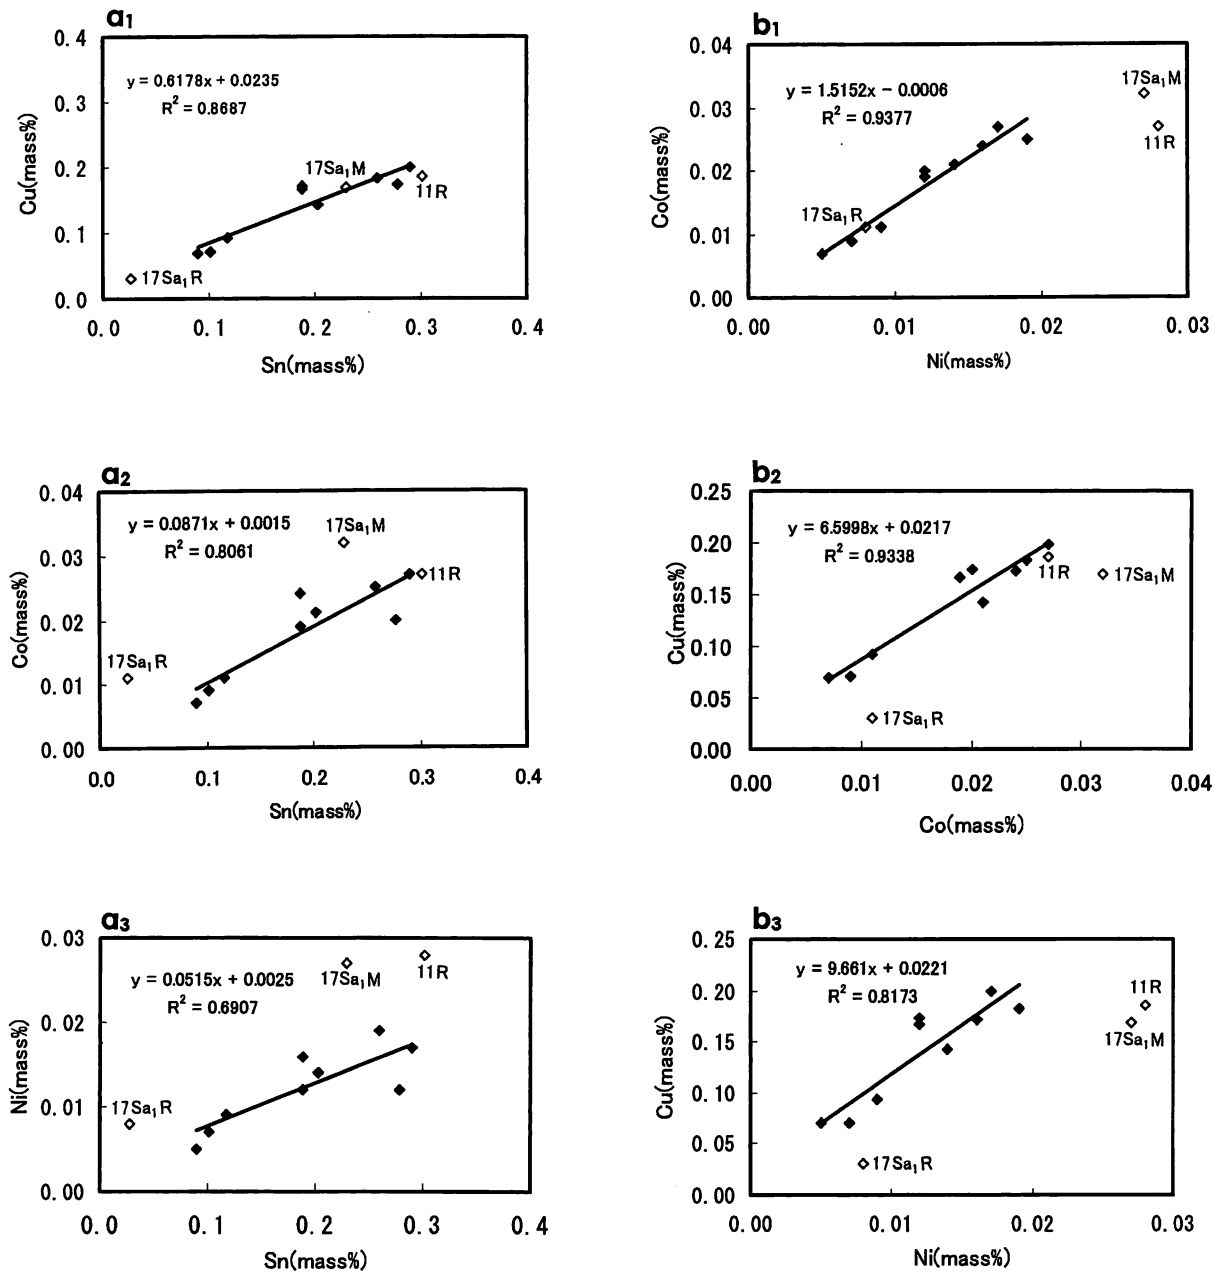 a1
0.4
0.3
0.2
0.1
0.0
Cu(mass%)
y = 0.6178x + 0.0235
R2 = 0.8687
17Sa1M
11R
17Sa1R
0.0 0.1 0.2 0.3 0.4
Sn(mass%)
b1
0.04
0.03
0.02
0.01
0.00
Co(mass%)
y = 1.5152x − 0.0006
R2 = 0.9377
17Sa1M
11R
17Sa1R
0.00 0.01 0.02 0.03
Ni(mass%)
a2
0.04
0.03
0.02
0.01
0.00
Co(mass%)
y = 0.0871x + 0.0015
R2 = 0.8061
17Sa1M
11R
17Sa1R
0.0 0.1 0.2 0.3 0.4
Sn(mass%)
b2
0.25
0.20
0.15
0.10
0.05
0.00
Cu(mass%)
y = 6.5998x + 0.0217
R2 = 0.9338
11R
17Sa1M
17Sa1R
0.00 0.01 0.02 0.03 0.04
Co(mass%)
a3
0.03
0.02
0.01
0.00
Ni(mass%)
y = 0.0515x + 0.0025
R2 = 0.6907
17Sa1M
11R
17Sa1R
0.0 0.1 0.2 0.3 0.4
Sn(mass%)
b3
0.25
0.20
0.15
0.10
0.05
0.00
Cu(mass%)
y = 9.661x + 0.0221
R2 = 0.8173
11R
17Sa1M
17Sa1R
0.00 0.01 0.02 0.03
Ni(mass%)